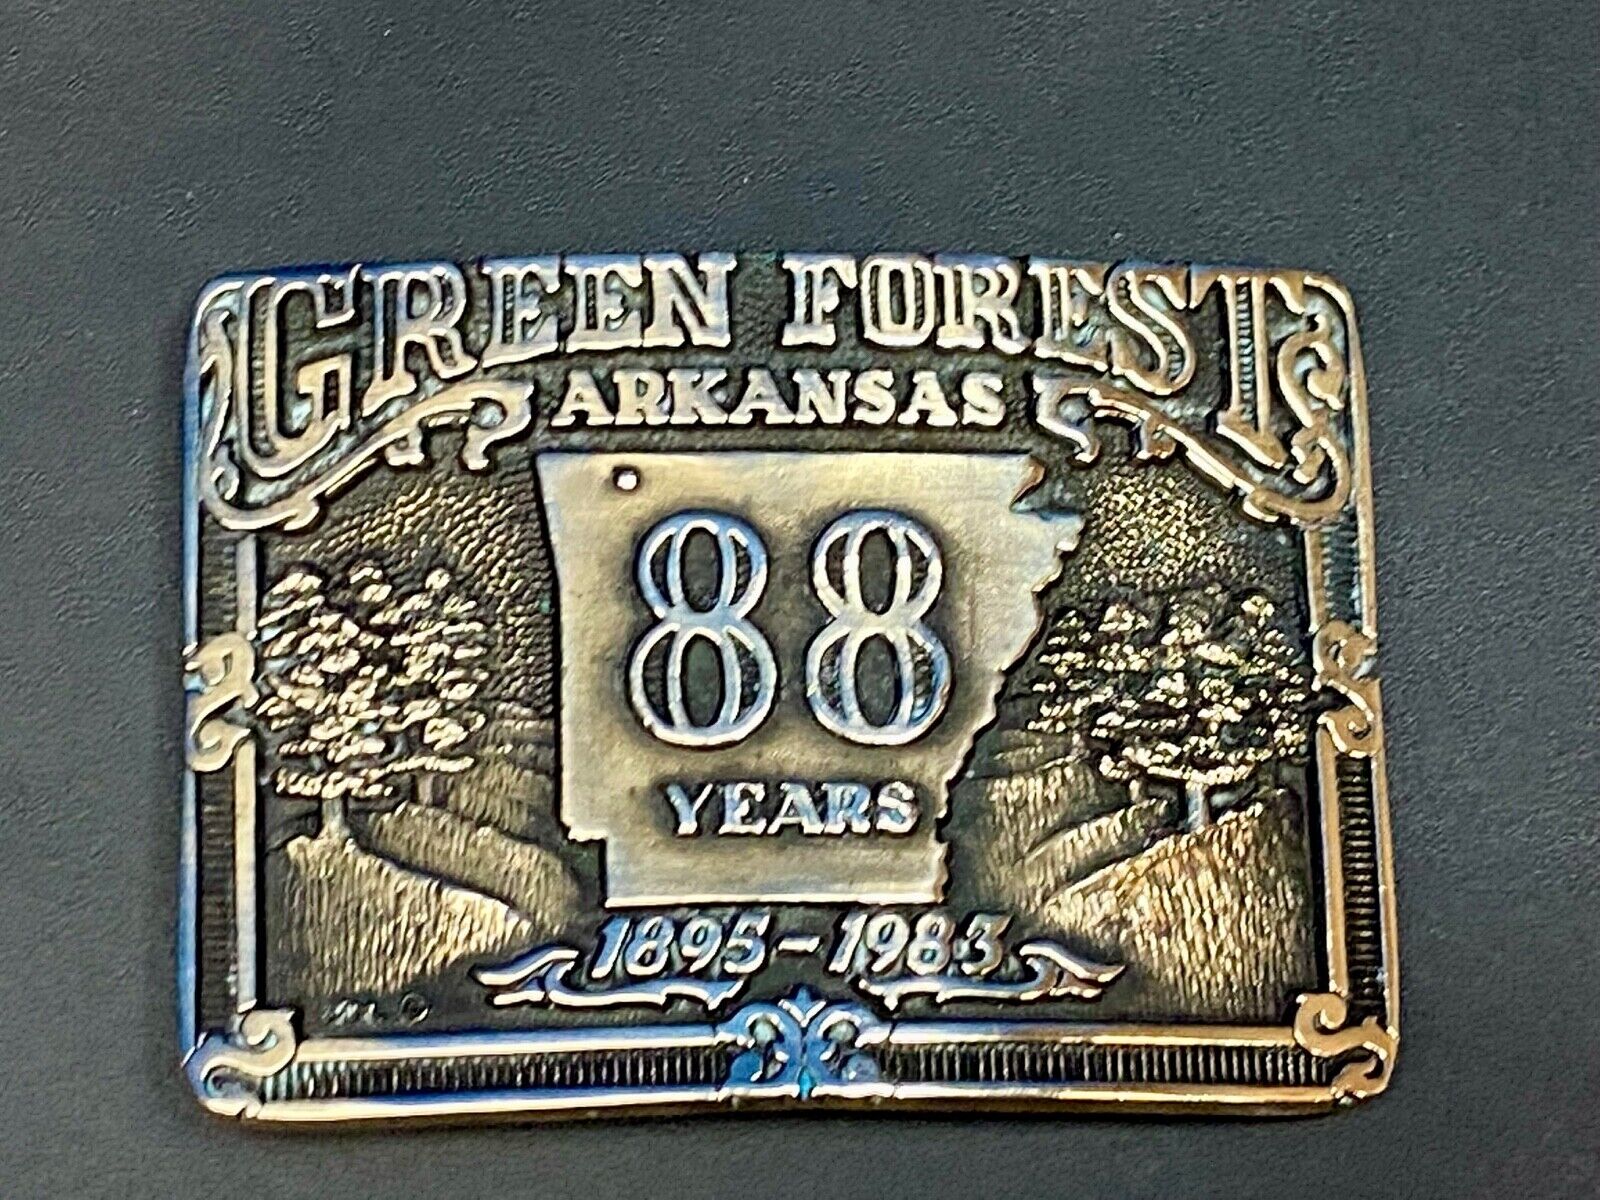 GREEN FOREST
ARKANSAS
88
YEARS
1895-1983